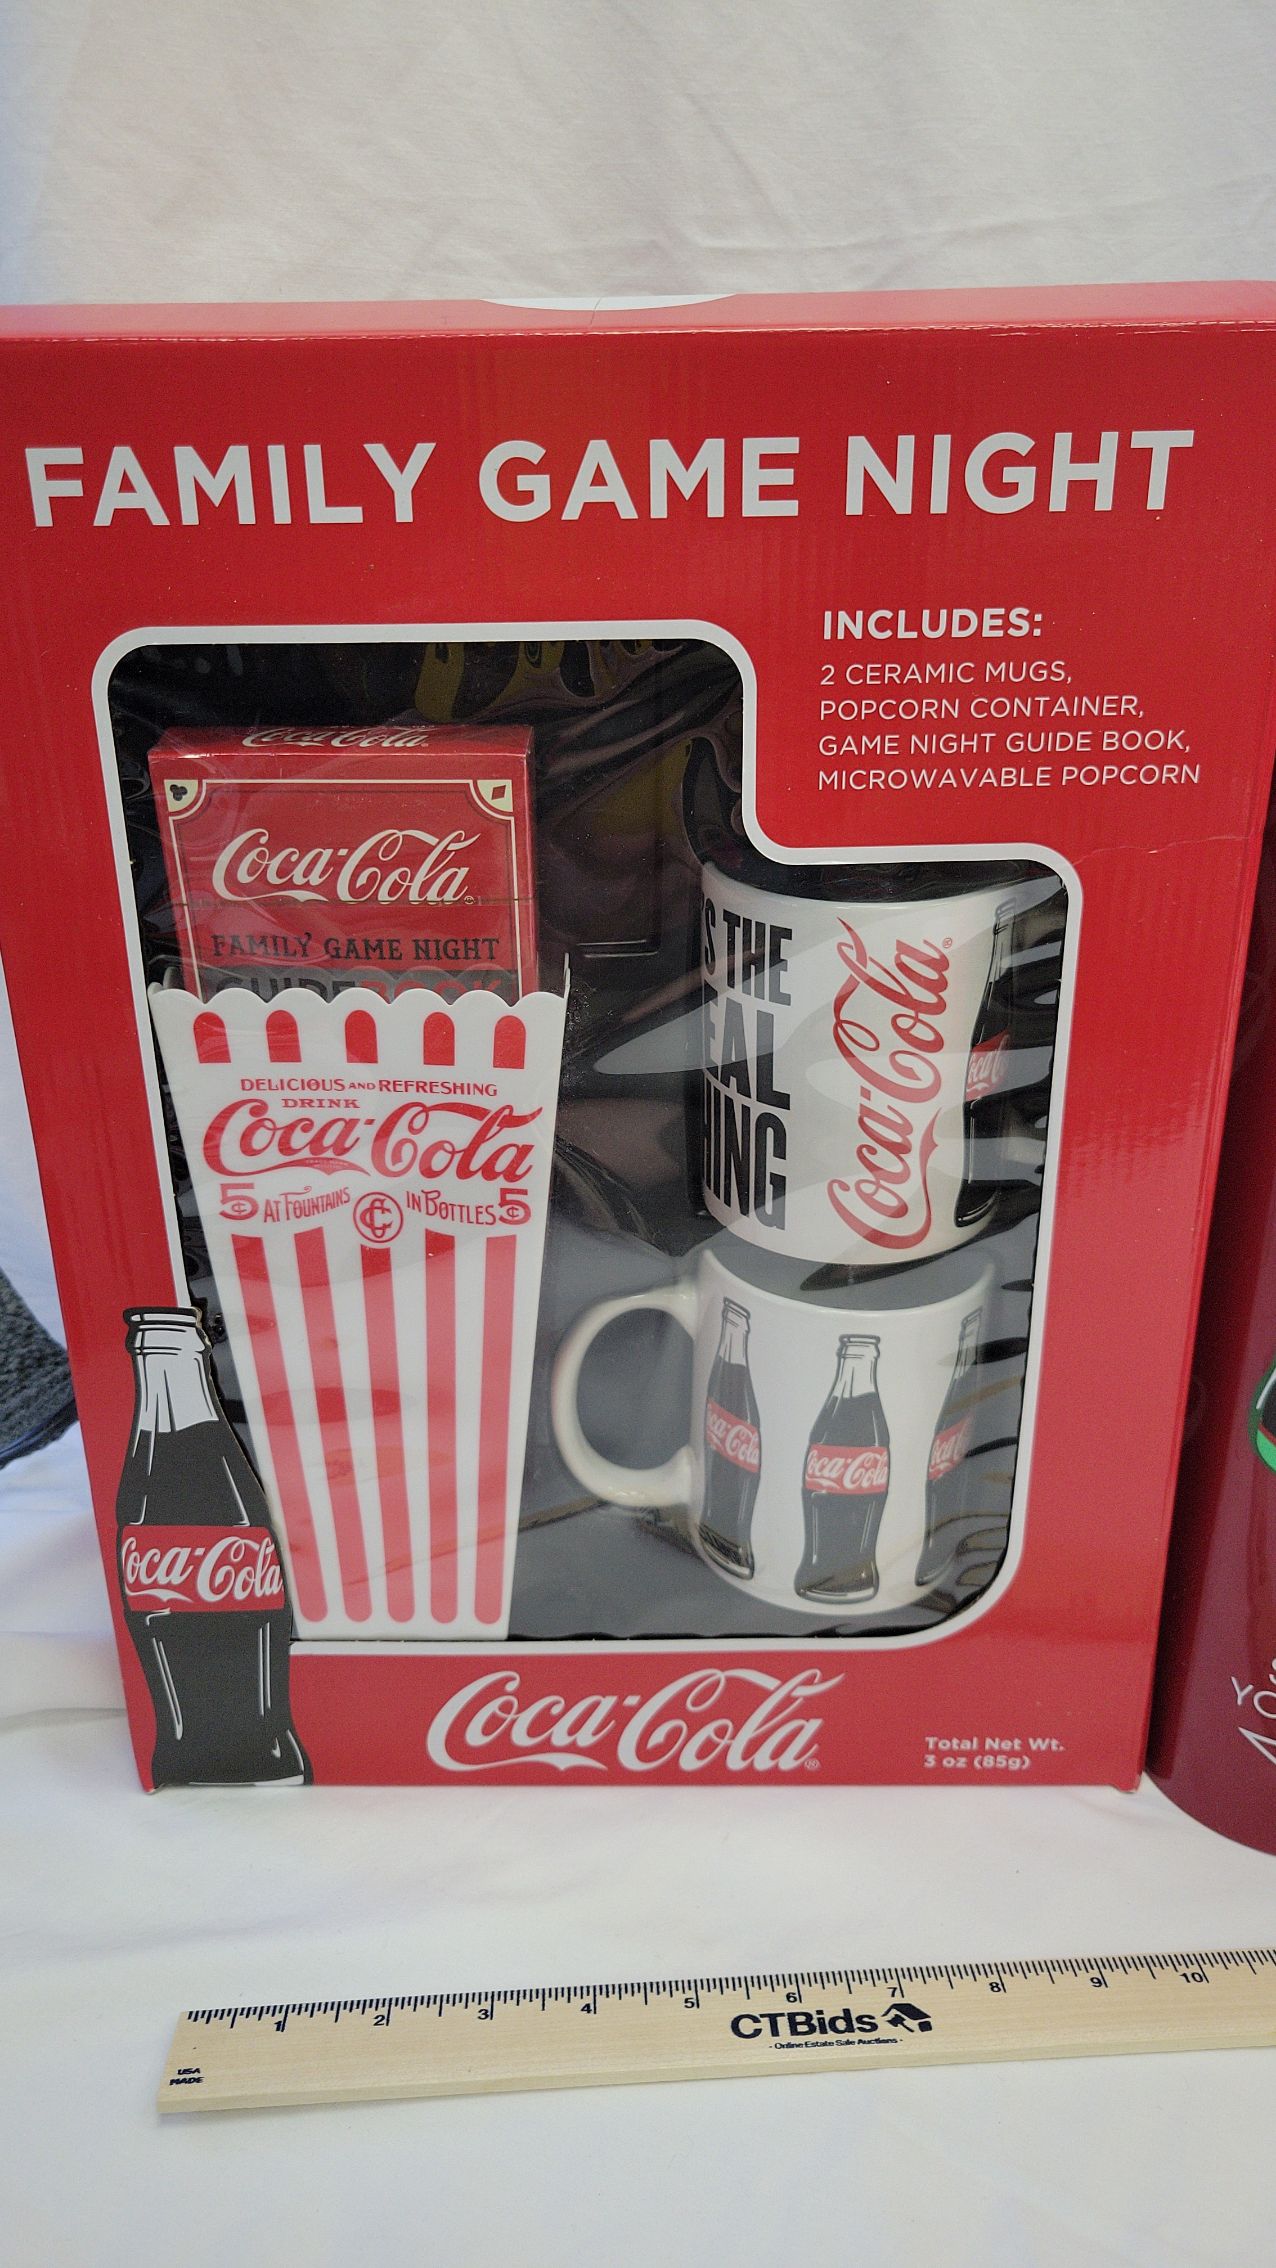 FAMILY GAME NIGHT
INCLUDES:
2 CERAMIC MUGS,
POPCORN CONTAINER,
GAME NIGHT GUIDE BOOK,
MICROWAVABLE POPCORN
Coca-Cola
Coca-Cola
FAMILY GAME NIGHT
GUIDEBOOK
DELICIOUS AND REFRESHING
DRINK
Coca-Cola
5¢ AT FOUNTAINS IN BOTTLES 5¢
THE
Coca-Cola®
Coca-Cola
Coca-Cola
Coca-Cola®
Total Net Wt.
3 oz (85g)
1 2 3 4 5 6 7 8 9 10
CTBids
- Online Estate Sale Auctions -
USA
MADE